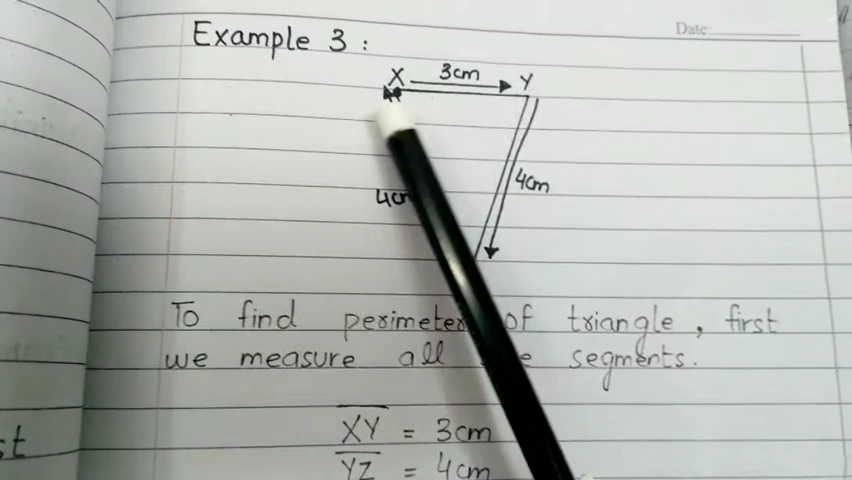 Date:
Example 3 :
X 3cm Y
4cm
To find perimeter of triangle, first
we measure all segments.
XY = 3cm
YZ = 4cm